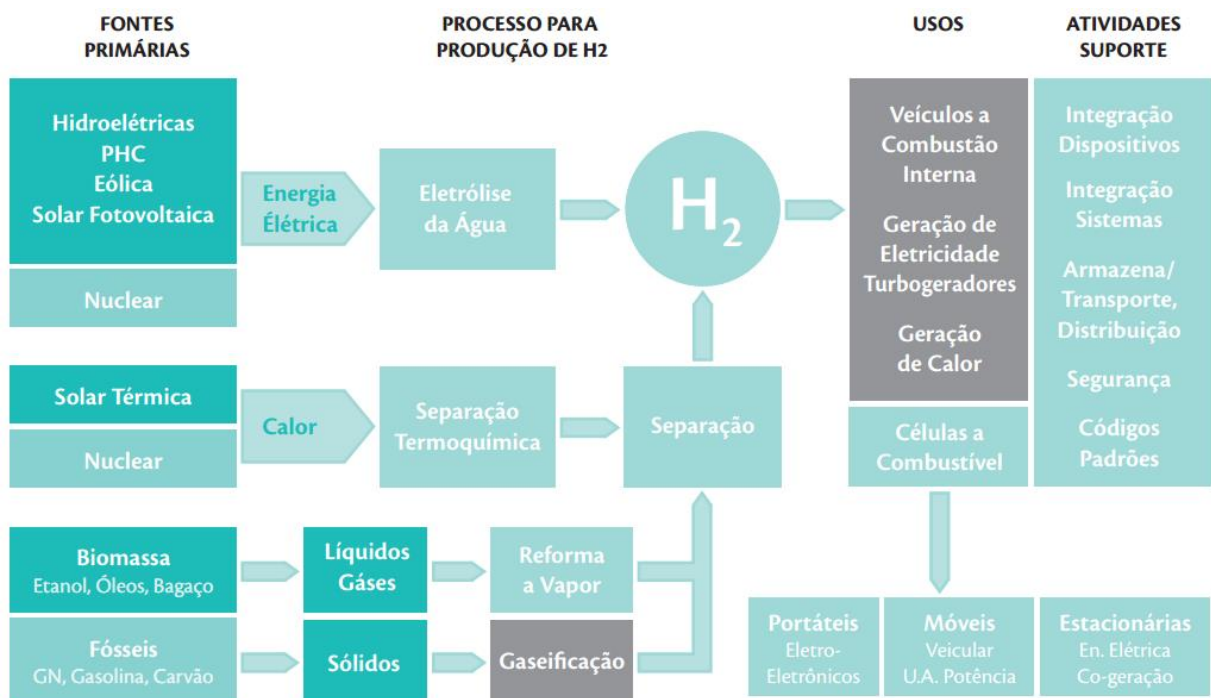 FONTES
PRIMÁRIAS
PROCESSO PARA
PRODUÇÃO DE H2
USOS
ATIVIDADES
SUPORTE
Hidroelétricas
PHC
Eólica
Solar Fotovoltaica
Nuclear
Energia
Élétrica
Eletrólise
da Água
H2
Veículos a
Combustão
Interna
Geração de
Eletricidade
Turbogeradores
Geração
de Calor
Células a
Combustível
Integração
Dispositivos
Integração
Sistemas
Armazena/
Transporte,
Distribuição
Segurança
Códigos
Padrões
Solar Térmica
Nuclear
Calor
Separação
Termoquímica
Separação
Biomassa
Etanol, Óleos, Bagaço
Líquidos
Gáses
Reforma
a Vapor
Fósseis
GN, Gasolina, Carvão
Sólidos
Gaseificação
Portáteis
Eletro-
Eletrônicos
Móveis
Veicular
U.A. Potência
Estacionárias
En. Elétrica
Co-geração